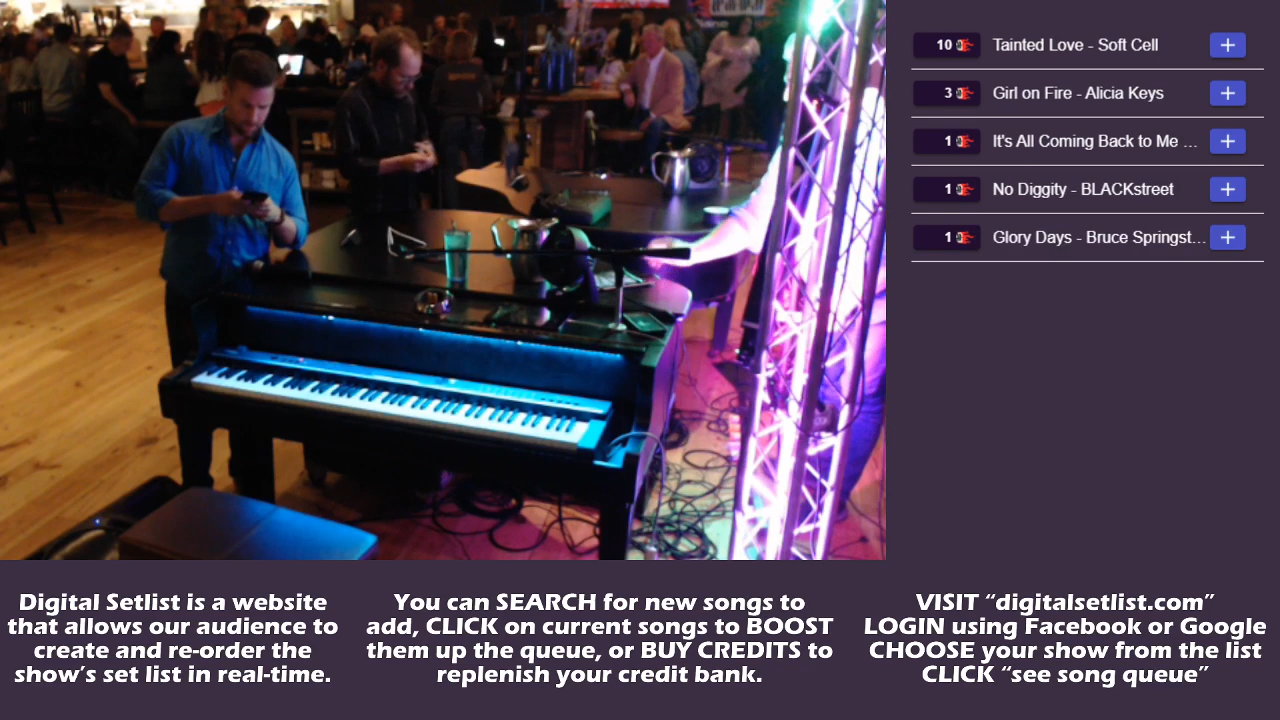 10 Tainted Love - Soft Cell +
3 Girl on Fire - Alicia Keys +
1 It's All Coming Back to Me ... +
1 No Diggity - BLACKstreet +
1 Glory Days - Bruce Springst... +
Digital Setlist is a website
that allows our audience to
create and re-order the
show's set list in real-time.
You can SEARCH for new songs to
add, CLICK on current songs to BOOST
them up the queue, or BUY CREDITS to
replenish your credit bank.
VISIT “digitalsetlist.com”
LOGIN using Facebook or Google
CHOOSE your show from the list
CLICK “see song queue”